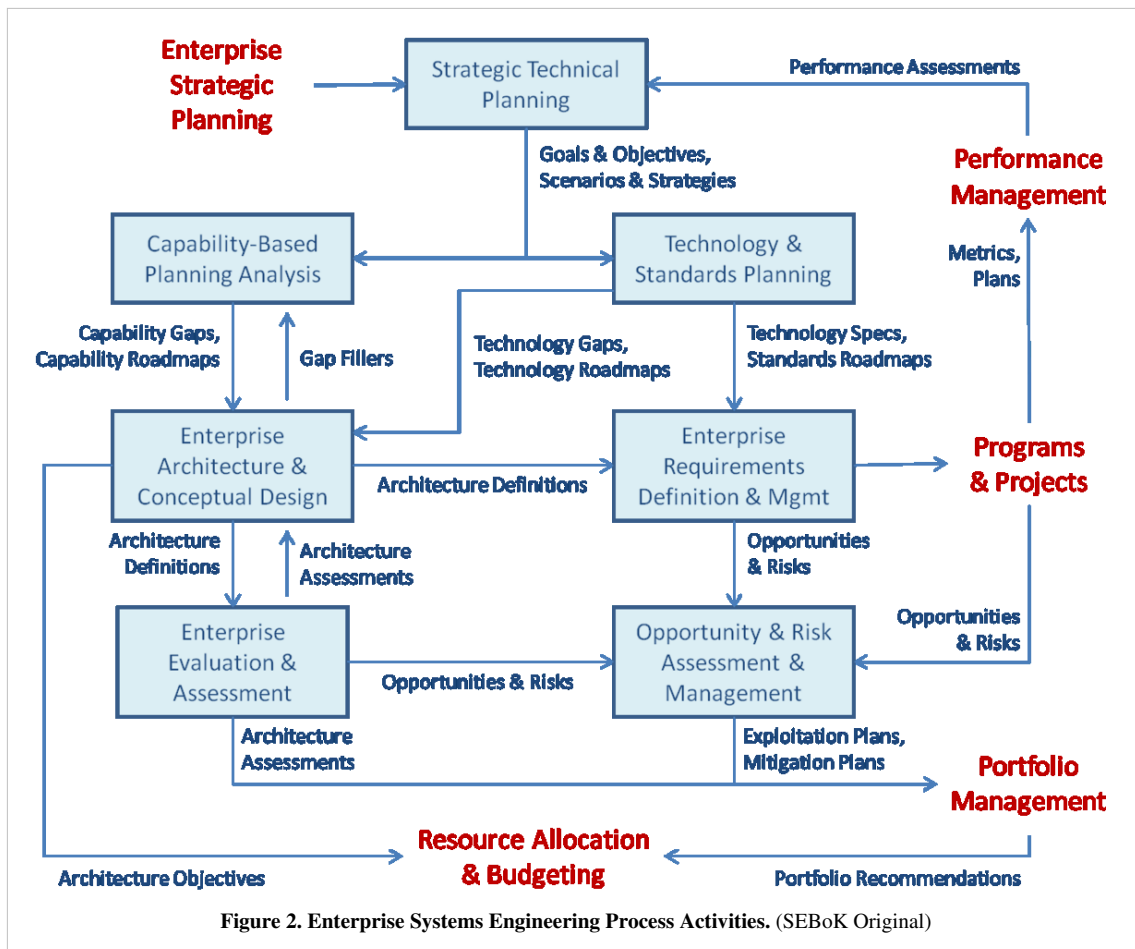 Enterprise
Strategic
Planning
Strategic Technical
Planning
Performance Assessments
Goals & Objectives,
Scenarios & Strategies
Performance
Management
Capability-Based
Planning Analysis
Technology &
Standards Planning
Metrics,
Plans
Capability Gaps,
Capability Roadmaps
Gap Fillers
Technology Gaps,
Technology Roadmaps
Technology Specs,
Standards Roadmaps
Enterprise
Architecture &
Conceptual Design
Architecture Definitions
Enterprise
Requirements
Definition & Mgmt
Programs
& Projects
Architecture
Definitions
Architecture
Assessments
Opportunities
& Risks
Enterprise
Evaluation &
Assessment
Opportunities & Risks
Opportunity & Risk
Assessment &
Management
Opportunities
& Risks
Architecture
Assessments
Exploitation Plans,
Mitigation Plans
Portfolio
Management
Resource Allocation
& Budgeting
Architecture Objectives
Portfolio Recommendations
Figure 2. Enterprise Systems Engineering Process Activities. (SEBoK Original)